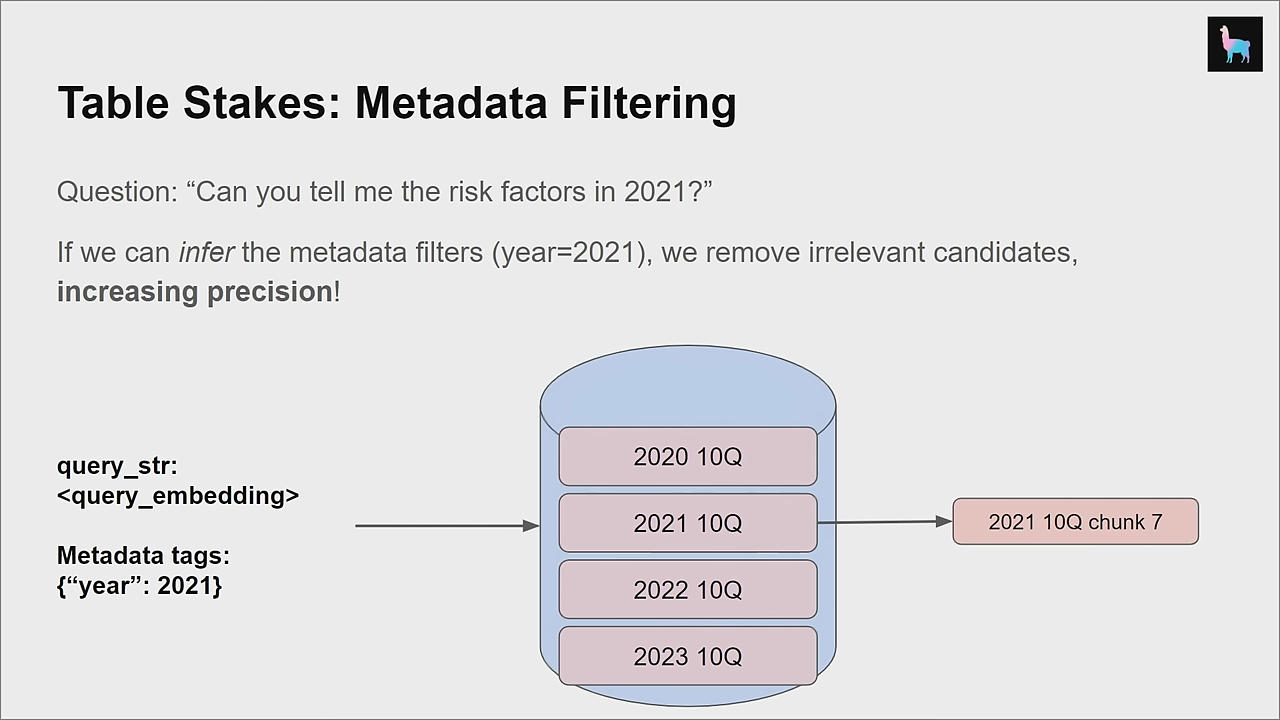 Table Stakes: Metadata Filtering
Question: “Can you tell me the risk factors in 2021?”
If we can infer the metadata filters (year=2021), we remove irrelevant candidates,
increasing precision!
query_str:
<query_embedding>
Metadata tags:
{“year”: 2021}
2020 10Q
2021 10Q
2022 10Q
2023 10Q
2021 10Q chunk 7